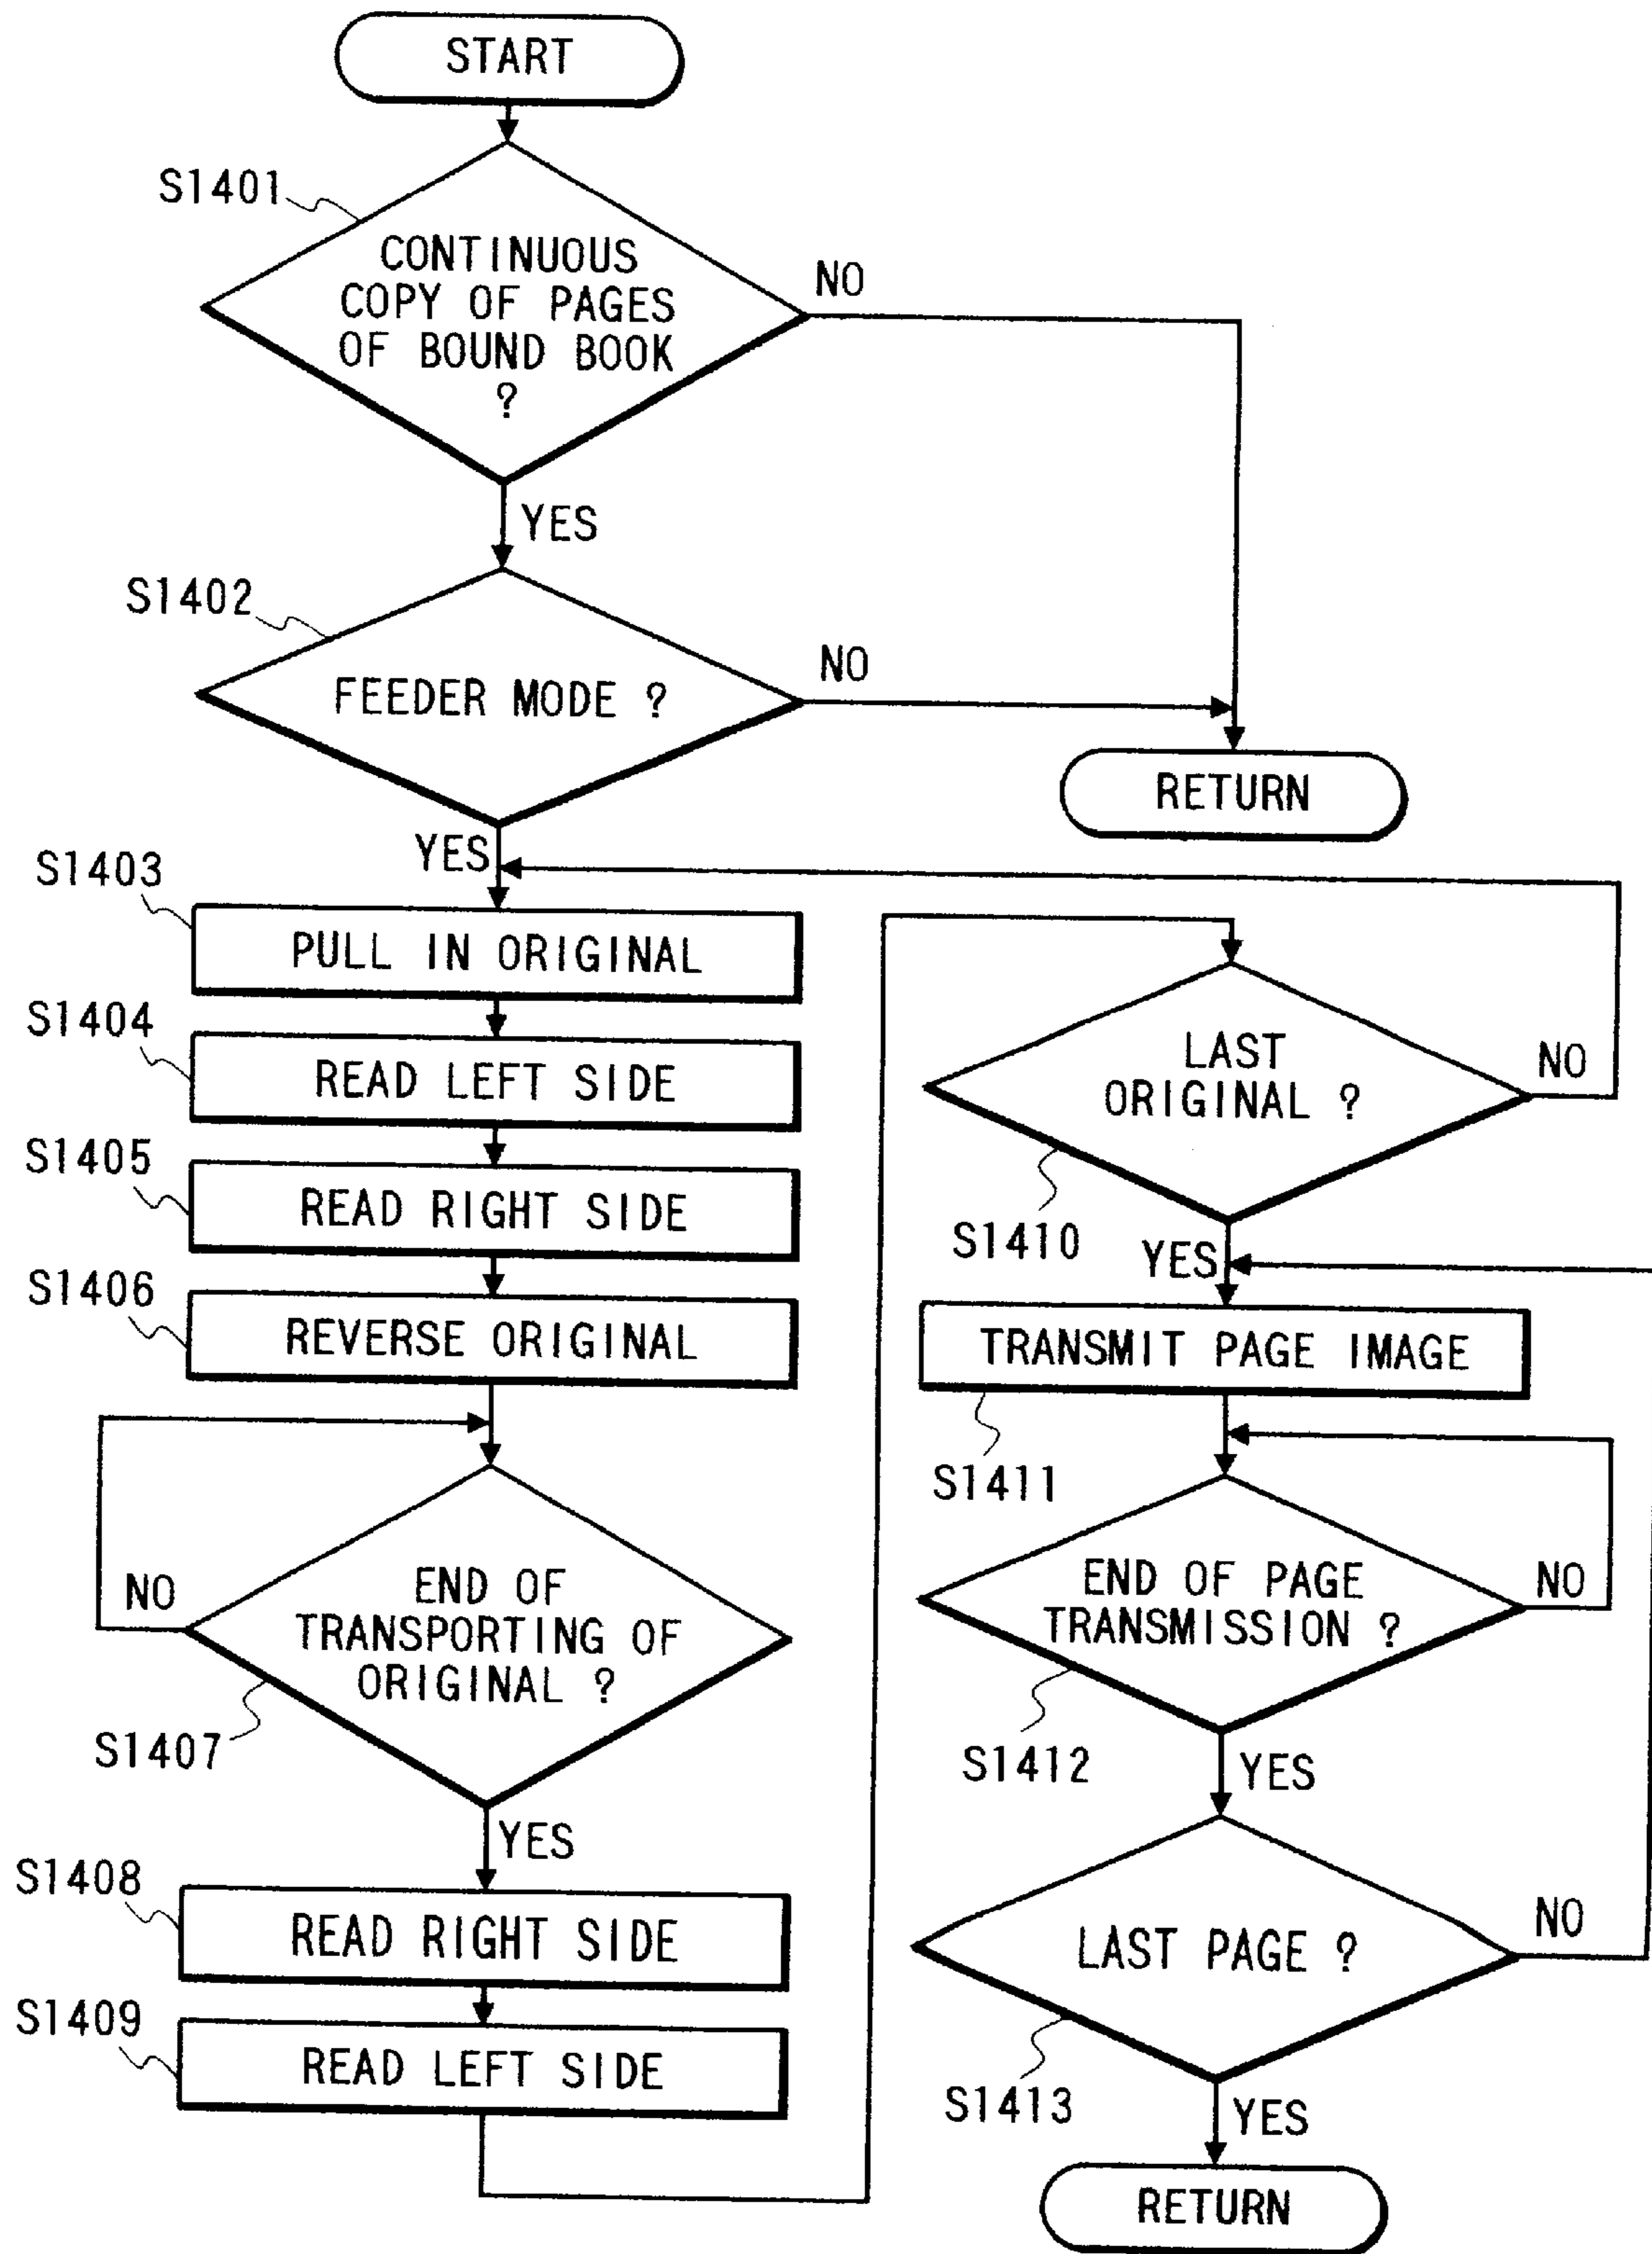 START
S1401
CONTINUOUS
COPY OF PAGES
OF BOUND BOOK
?
NO
YES
S1402
FEEDER MODE ?
NO
RETURN
YES
S1403
PULL IN ORIGINAL
S1404
READ LEFT SIDE
S1405
READ RIGHT SIDE
S1406
REVERSE ORIGINAL
END OF
TRANSPORTING OF
ORIGINAL ?
NO
S1407
YES
S1408
READ RIGHT SIDE
S1409
READ LEFT SIDE
LAST
ORIGINAL ?
NO
S1410
YES
TRANSMIT PAGE IMAGE
S1411
END OF PAGE
TRANSMISSION ?
NO
S1412
YES
LAST PAGE ?
NO
S1413
YES
RETURN